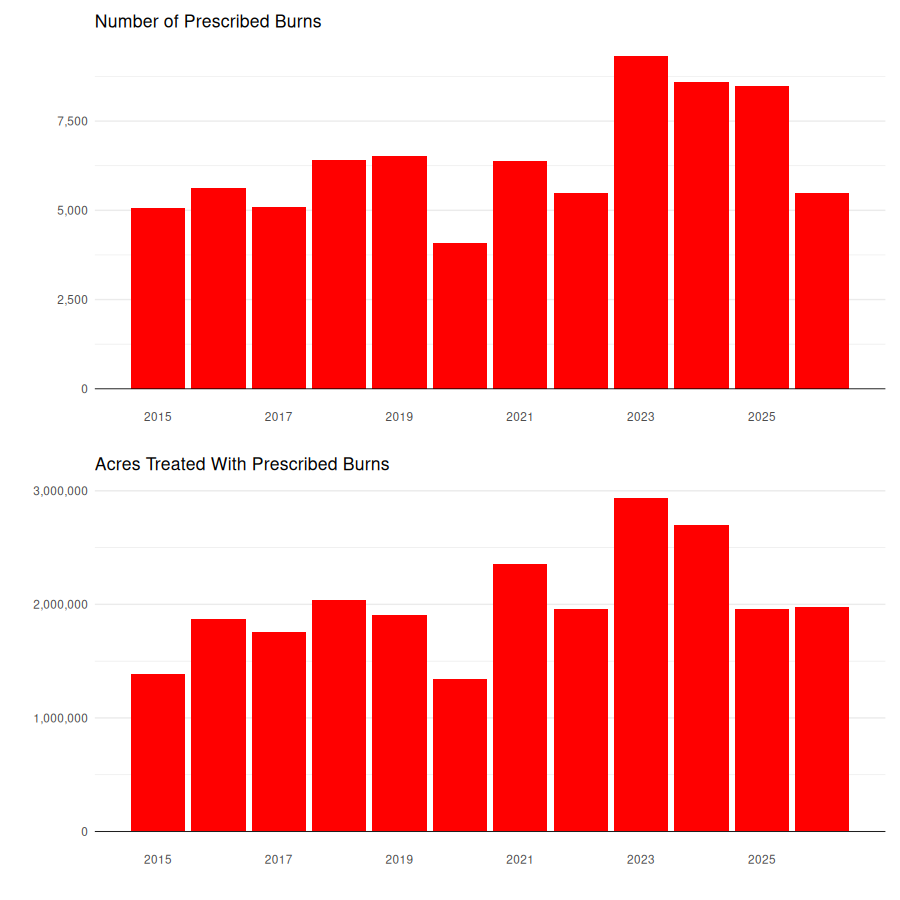 Number of Prescribed Burns
7,500
5,000
2,500
0
2015 2017 2019 2021 2023 2025
Acres Treated With Prescribed Burns
3,000,000
2,000,000
1,000,000
0
2015 2017 2019 2021 2023 2025